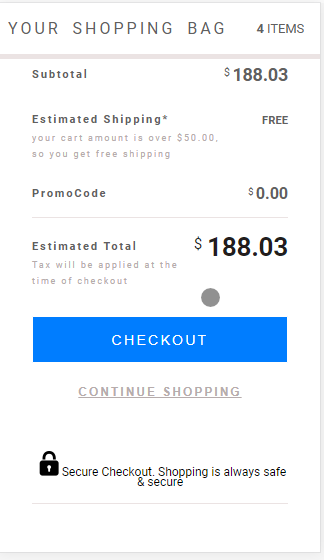 YOUR SHOPPING BAG 4 ITEMS
Subtotal $188.03
Estimated Shipping* FREE
your cart amount is over $50.00,
so you get free shipping
PromoCode $0.00
Estimated Total $188.03
Tax will be applied at the
time of checkout
CHECKOUT
CONTINUE SHOPPING
Secure Checkout. Shopping is always safe
& secure